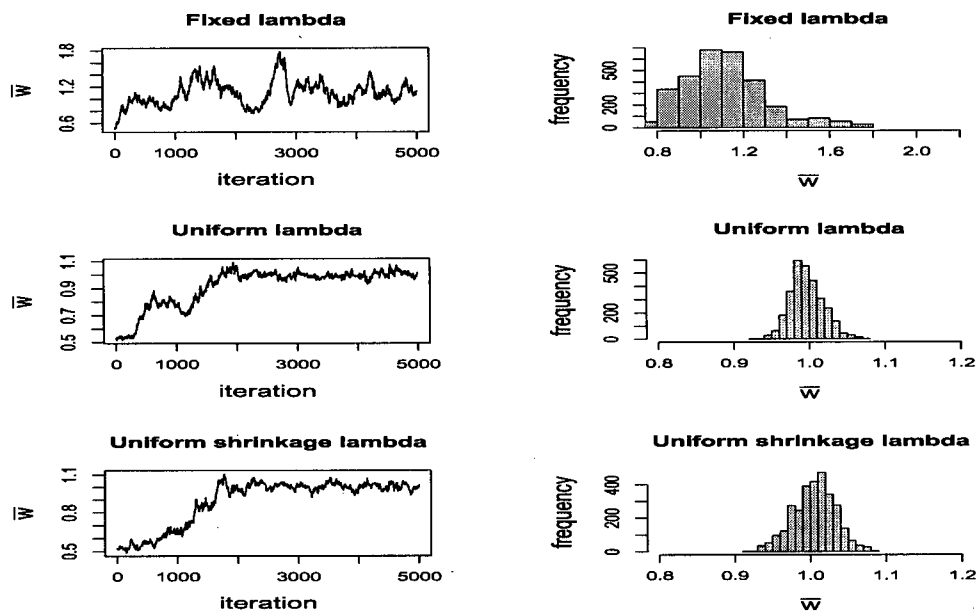 Fixed lambda
W̅
0.6 1.2 1.8
0 1000 3000 5000
iteration
Fixed lambda
frequency
0 200 500
0.8 1.2 1.6 2.0
W̅
Uniform lambda
W̅
0.5 0.7 0.9 1.1
0 1000 3000 5000
iteration
Uniform lambda
frequency
0 200 500
0.8 0.9 1.0 1.1 1.2
W̅
Uniform shrinkage lambda
W̅
0.5 0.8 1.1
0 1000 3000 5000
iteration
Uniform shrinkage lambda
frequency
0 200 400
0.8 0.9 1.0 1.1 1.2
W̅